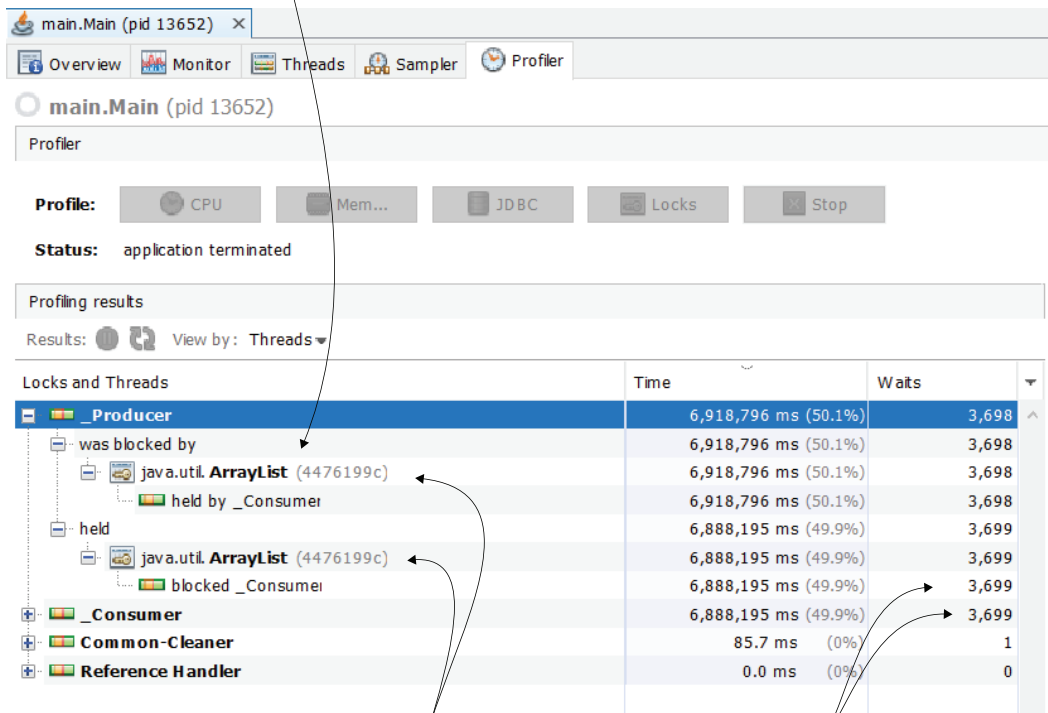 main.Main (pid 13652) ×
Overview Monitor Threads Sampler Profiler
main.Main (pid 13652)
Profiler
Profile: CPU Mem... JDBC Locks Stop
Status: application terminated
Profiling results
Results: View by: Threads
Locks and Threads Time Waits
_Producer 6,918,796 ms (50.1%) 3,698
was blocked by 6,918,796 ms (50.1%) 3,698
java.util.ArrayList (4476199c) 6,918,796 ms (50.1%) 3,698
held by _Consumer 6,918,796 ms (50.1%) 3,698
held 6,888,195 ms (49.9%) 3,699
java.util.ArrayList (4476199c) 6,888,195 ms (49.9%) 3,699
blocked _Consumer 6,888,195 ms (49.9%) 3,699
_Consumer 6,888,195 ms (49.9%) 3,699
Common-Cleaner 85.7 ms (0%) 1
Reference Handler 0.0 ms (0%) 0